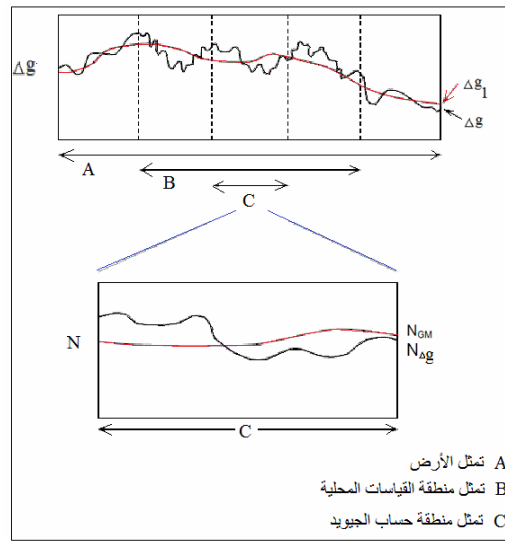 Δg
Δg1
Δg
A
B
C
N
NGM
NΔg
C
A تمثل الأرض
B تمثل منطقة القياسات المحلية
C تمثل منطقة حساب الجيويد